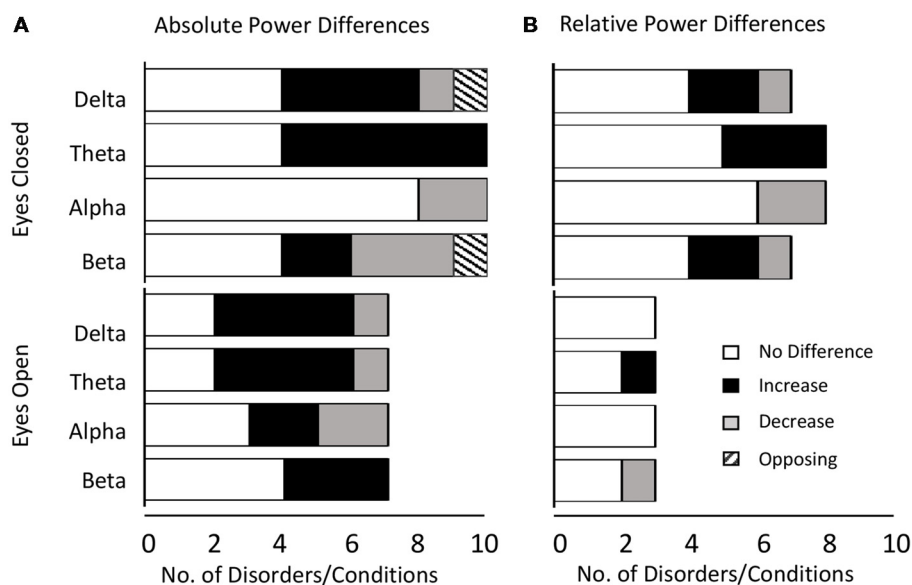 A
Absolute Power Differences
Eyes Closed
Delta
Theta
Alpha
Beta
Eyes Open
Delta
Theta
Alpha
Beta
0 2 4 6 8 10
No. of Disorders/Conditions
B
Relative Power Differences
No Difference
Increase
Decrease
Opposing
0 2 4 6 8 10
No. of Disorders/Conditions